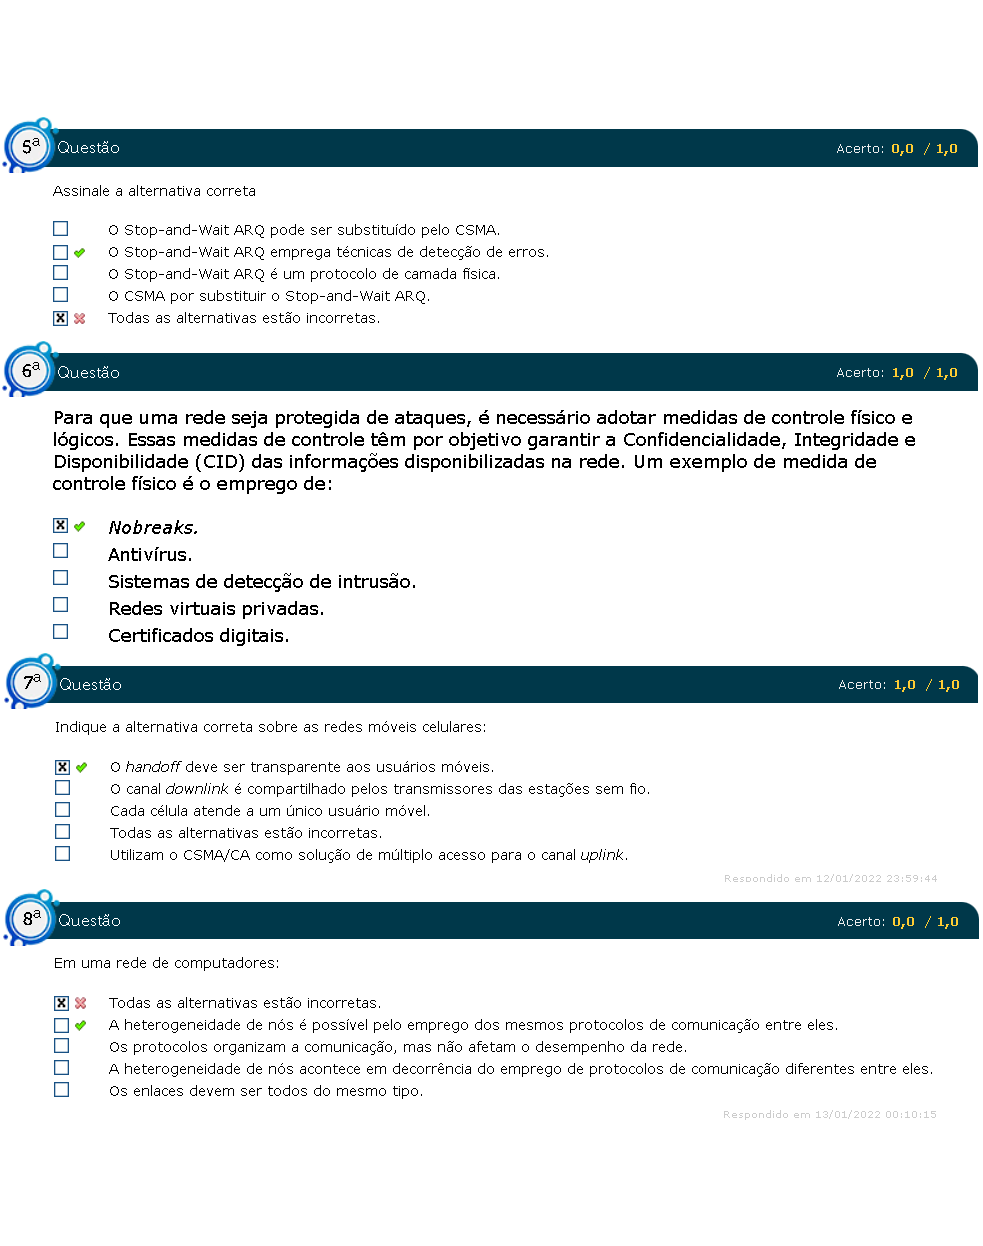 5ª Questão Acerto: 0,0 / 1,0
Assinale a alternativa correta
O Stop-and-Wait ARQ pode ser substituído pelo CSMA.
O Stop-and-Wait ARQ emprega técnicas de detecção de erros.
O Stop-and-Wait ARQ é um protocolo de camada física.
O CSMA por substituir o Stop-and-Wait ARQ.
Todas as alternativas estão incorretas.
6ª Questão Acerto: 1,0 / 1,0
Para que uma rede seja protegida de ataques, é necessário adotar medidas de controle físico e
lógicos. Essas medidas de controle têm por objetivo garantir a Confidencialidade, Integridade e
Disponibilidade (CID) das informações disponibilizadas na rede. Um exemplo de medida de
controle físico é o emprego de:
Nobreaks.
Antivírus.
Sistemas de detecção de intrusão.
Redes virtuais privadas.
Certificados digitais.
7ª Questão Acerto: 1,0 / 1,0
Indique a alternativa correta sobre as redes móveis celulares:
O handoff deve ser transparente aos usuários móveis.
O canal downlink é compartilhado pelos transmissores das estações sem fio.
Cada célula atende a um único usuário móvel.
Todas as alternativas estão incorretas.
Utilizam o CSMA/CA como solução de múltiplo acesso para o canal uplink.
Respondido em 12/01/2022 23:59:44
8ª Questão Acerto: 0,0 / 1,0
Em uma rede de computadores:
Todas as alternativas estão incorretas.
A heterogeneidade de nós é possível pelo emprego dos mesmos protocolos de comunicação entre eles.
Os protocolos organizam a comunicação, mas não afetam o desempenho da rede.
A heterogeneidade de nós acontece em decorrência do emprego de protocolos de comunicação diferentes entre eles.
Os enlaces devem ser todos do mesmo tipo.
Respondido em 13/01/2022 00:10:15